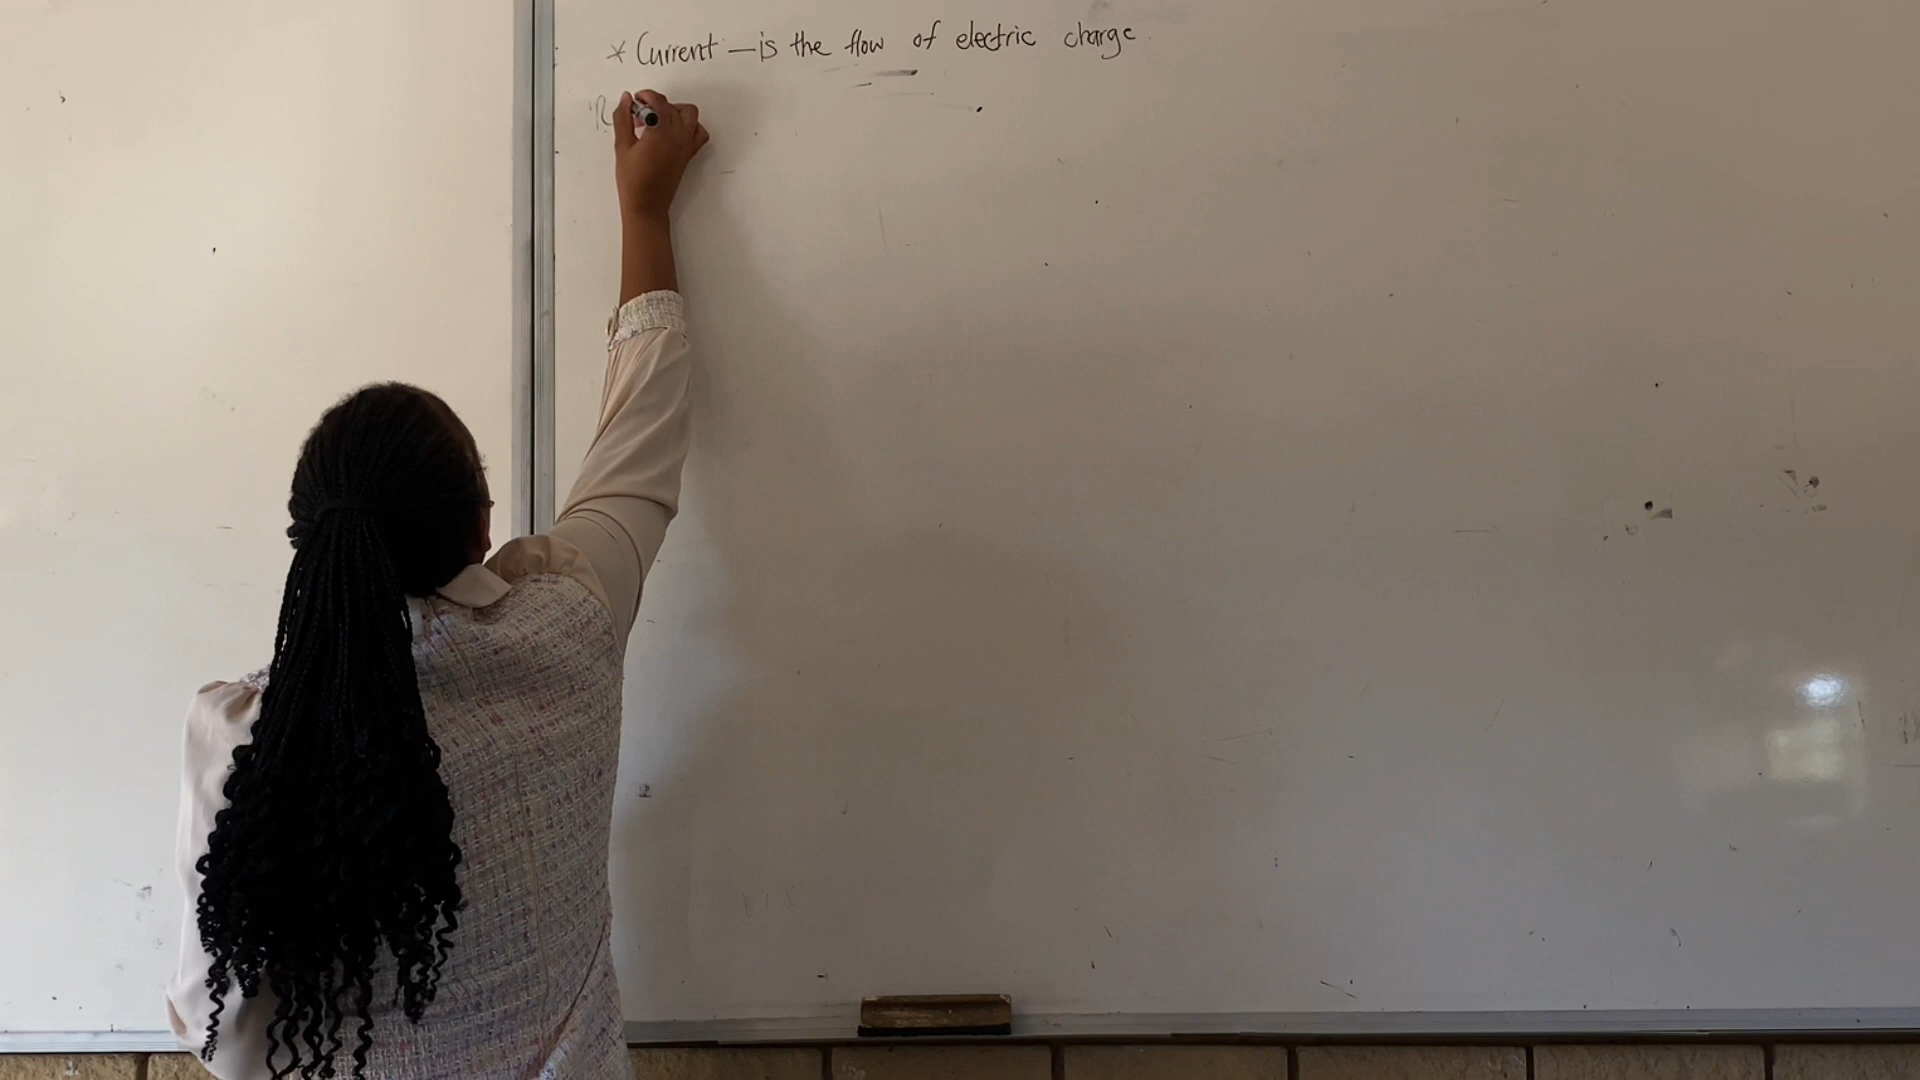 * Current — is the flow of electric charge
R